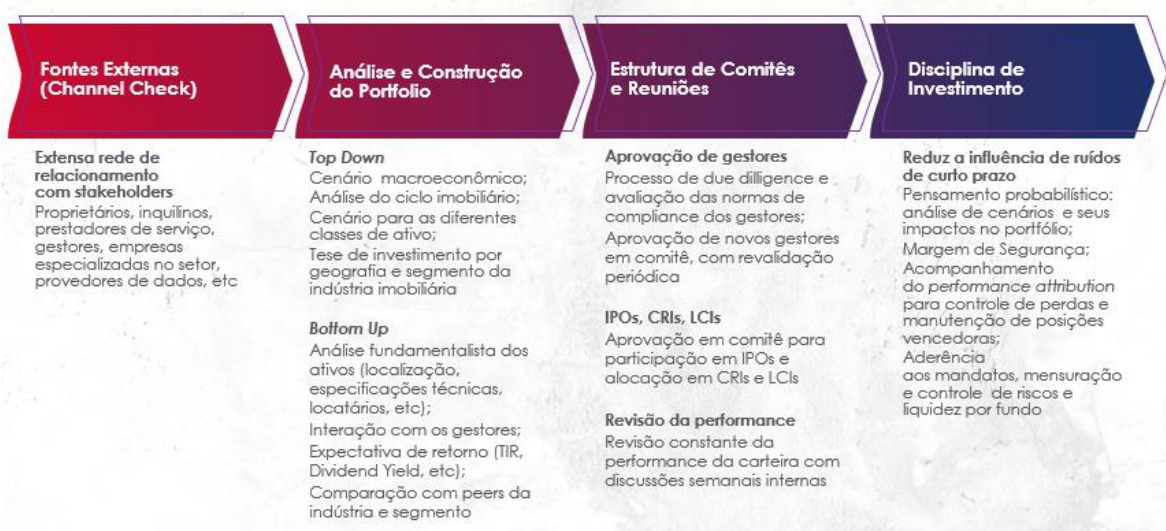 Fontes Externas
(Channel Check)
Extensa rede de
relacionamento
com stakeholders
Proprietários, inquilinos,
prestadores de serviço,
gestores, empresas
especializadas no setor,
provedores de dados, etc
Análise e Construção
do Portfolio
Top Down
Cenário macroeconômico;
Análise do ciclo imobiliário;
Cenário para as diferentes
classes de ativo;
Tese de investimento por
geografia e segmento da
indústria imobiliária
Bottom Up
Análise fundamentalista dos
ativos (localização,
especificações técnicas,
locatários, etc);
Interação com os gestores;
Expectativa de retorno (TIR,
Dividend Yield, etc);
Comparação com peers da
indústria e segmento
Estrutura de Comitês
e Reuniões
Aprovação de gestores
Processo de due dilligence e
avaliação das normas de
compliance dos gestores;
Aprovação de novos gestores
em comitê, com revalidação
periódica
IPOs, CRIs, LCIs
Aprovação em comitê para
participação em IPOs e
alocação em CRIs e LCIs
Revisão da performance
Revisão constante da
performance da carteira com
discussões semanais internas
Disciplina de
Investimento
Reduz a influência de ruídos
de curto prazo
Pensamento probabilístico:
análise de cenários e seus
impactos no portfólio;
Margem de Segurança;
Acompanhamento
do performance attribution
para controle de perdas e
manutenção de posições
vencedoras;
Aderência
aos mandatos, mensuração
e controle de riscos e
liquidez por fundo